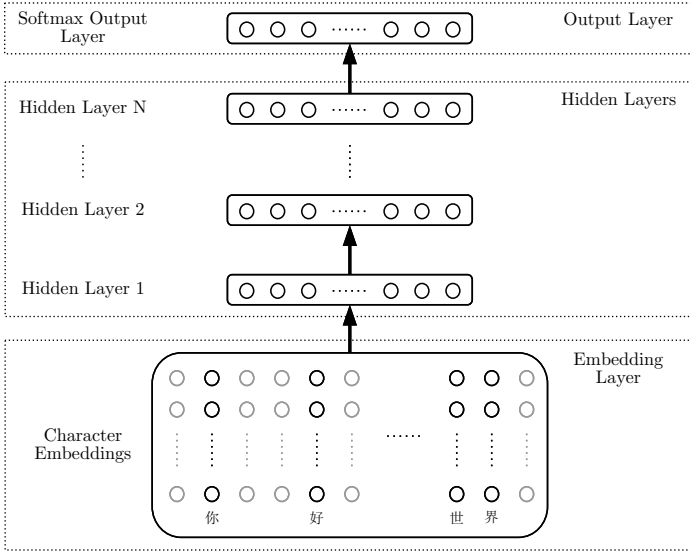 Softmax Output
Layer
Output Layer
Hidden Layer N
Hidden Layers
Hidden Layer 2
Hidden Layer 1
Embedding
Layer
Character
Embeddings
你 好 世 界